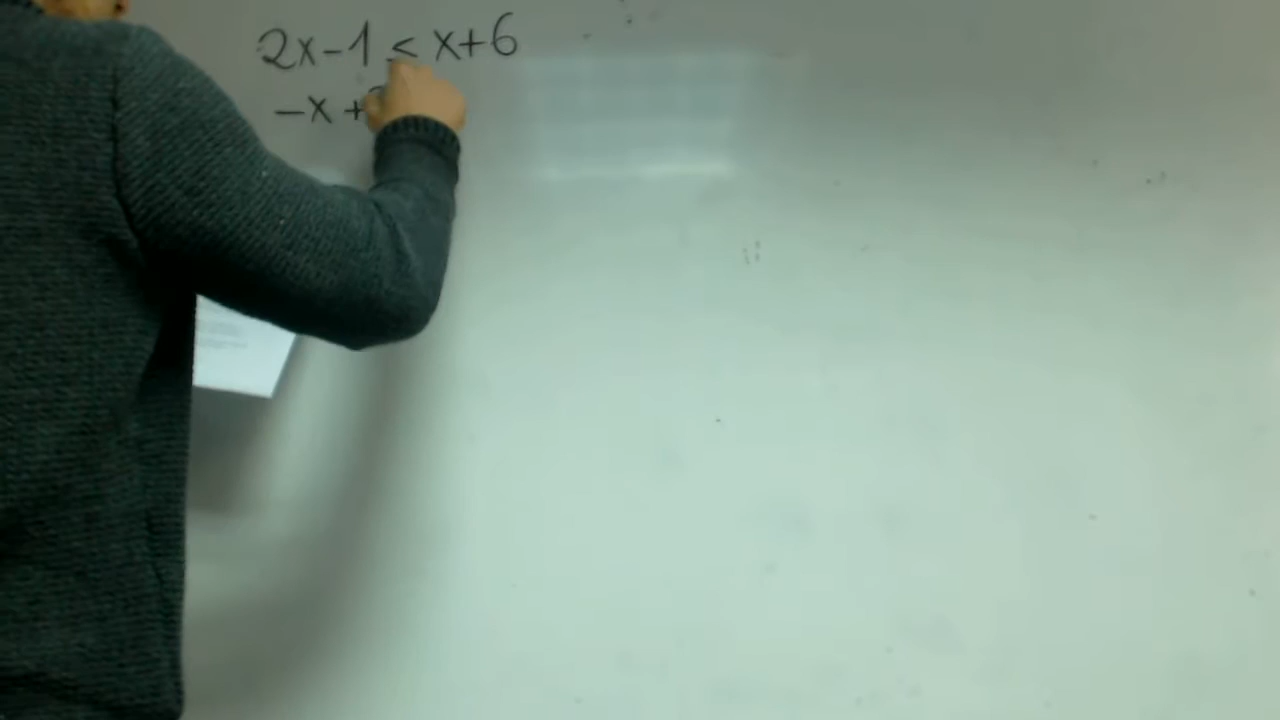 2x-1 ≤ x+6
-x +